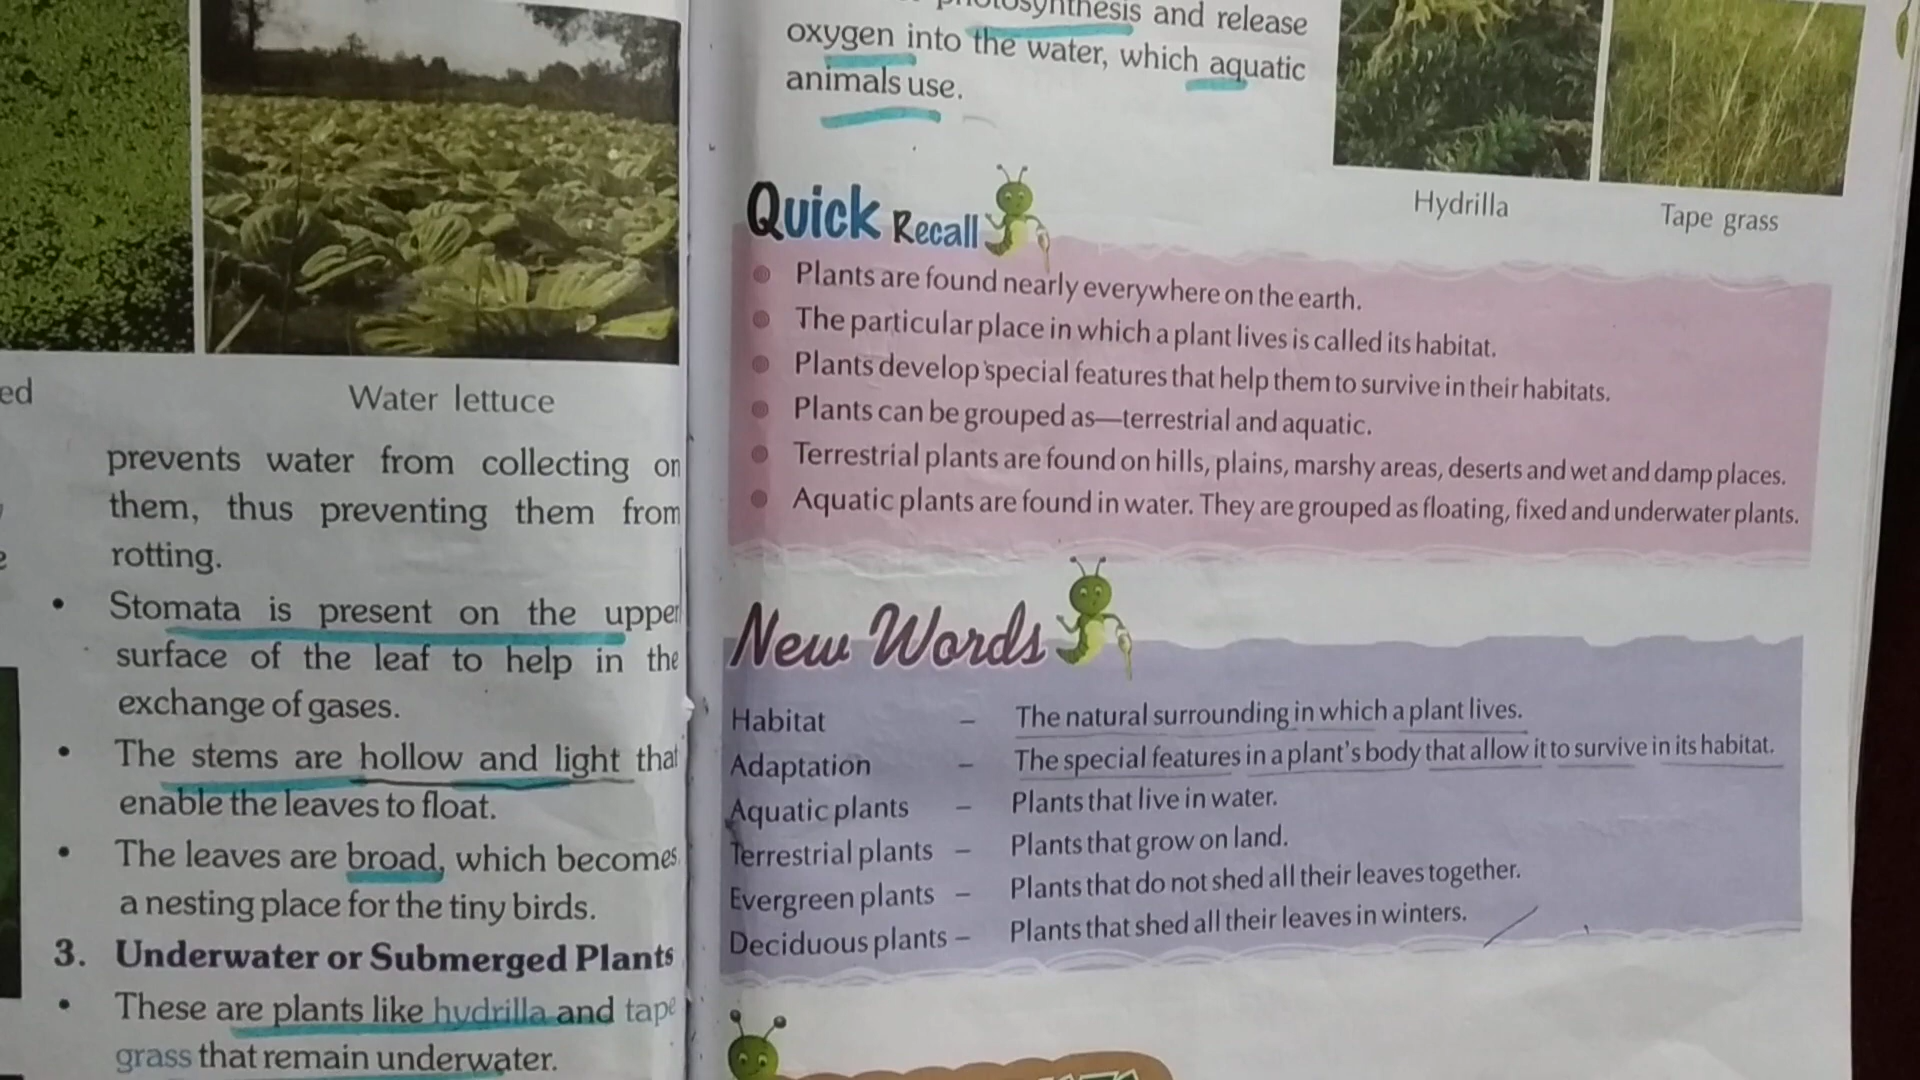 ed
Water lettuce
prevents water from collecting on
them, thus preventing them from
rotting.
• Stomata is present on the upper
surface of the leaf to help in the
exchange of gases.
• The stems are hollow and light that
enable the leaves to float.
• The leaves are broad, which becomes
a nesting place for the tiny birds.
3. Underwater or Submerged Plants
• These are plants like hydrilla and tape
grass that remain underwater.
photosynthesis and release
oxygen into the water, which aquatic
animals use.
Hydrilla
Tape grass
Quick Recall
Plants are found nearly everywhere on the earth.
The particular place in which a plant lives is called its habitat.
Plants develop special features that help them to survive in their habitats.
Plants can be grouped as—terrestrial and aquatic.
Terrestrial plants are found on hills, plains, marshy areas, deserts and wet and damp places.
Aquatic plants are found in water. They are grouped as floating, fixed and underwater plants.
New Words
Habitat – The natural surrounding in which a plant lives.
Adaptation – The special features in a plant's body that allow it to survive in its habitat.
Aquatic plants – Plants that live in water.
Terrestrial plants – Plants that grow on land.
Evergreen plants – Plants that do not shed all their leaves together.
Deciduous plants – Plants that shed all their leaves in winters.